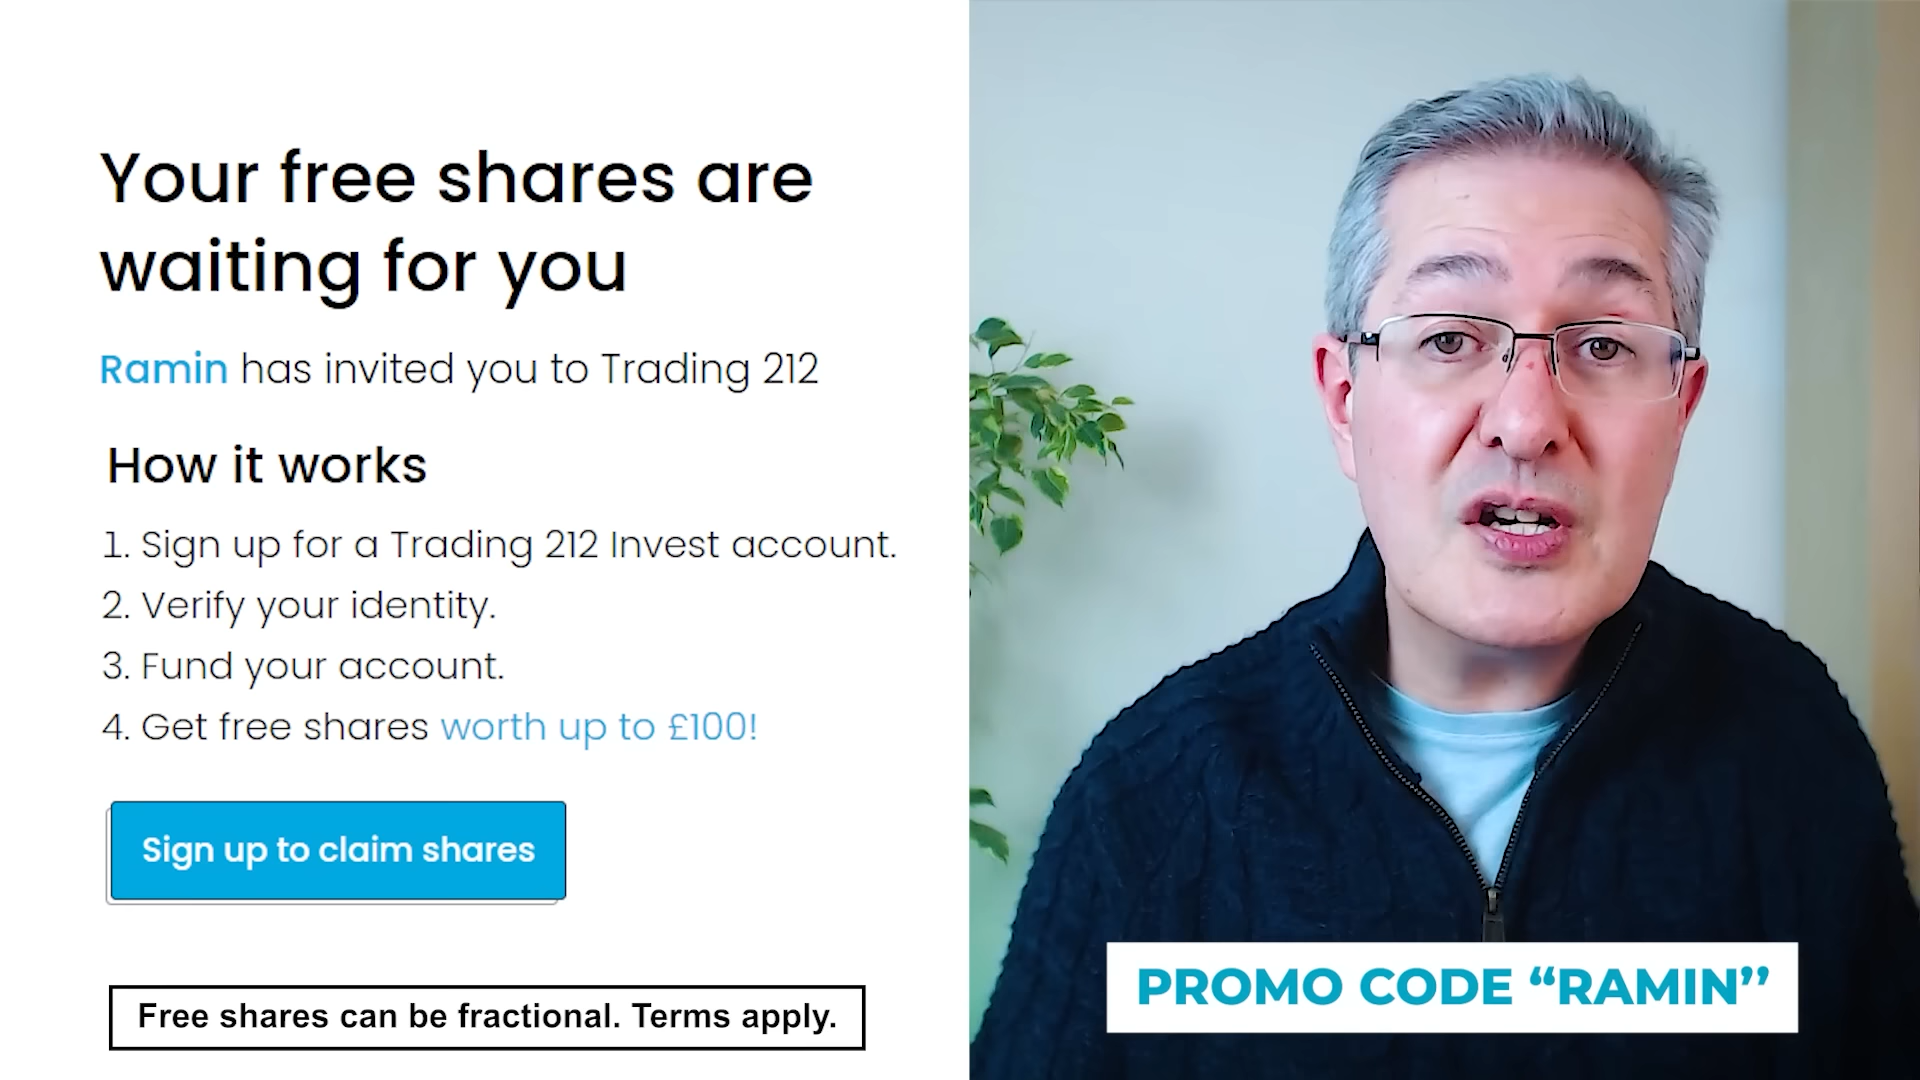 Your free shares are
waiting for you
Ramin has invited you to Trading 212
How it works
1. Sign up for a Trading 212 Invest account.
2. Verify your identity.
3. Fund your account.
4. Get free shares worth up to £100!
Sign up to claim shares
Free shares can be fractional. Terms apply.
PROMO CODE “RAMIN”